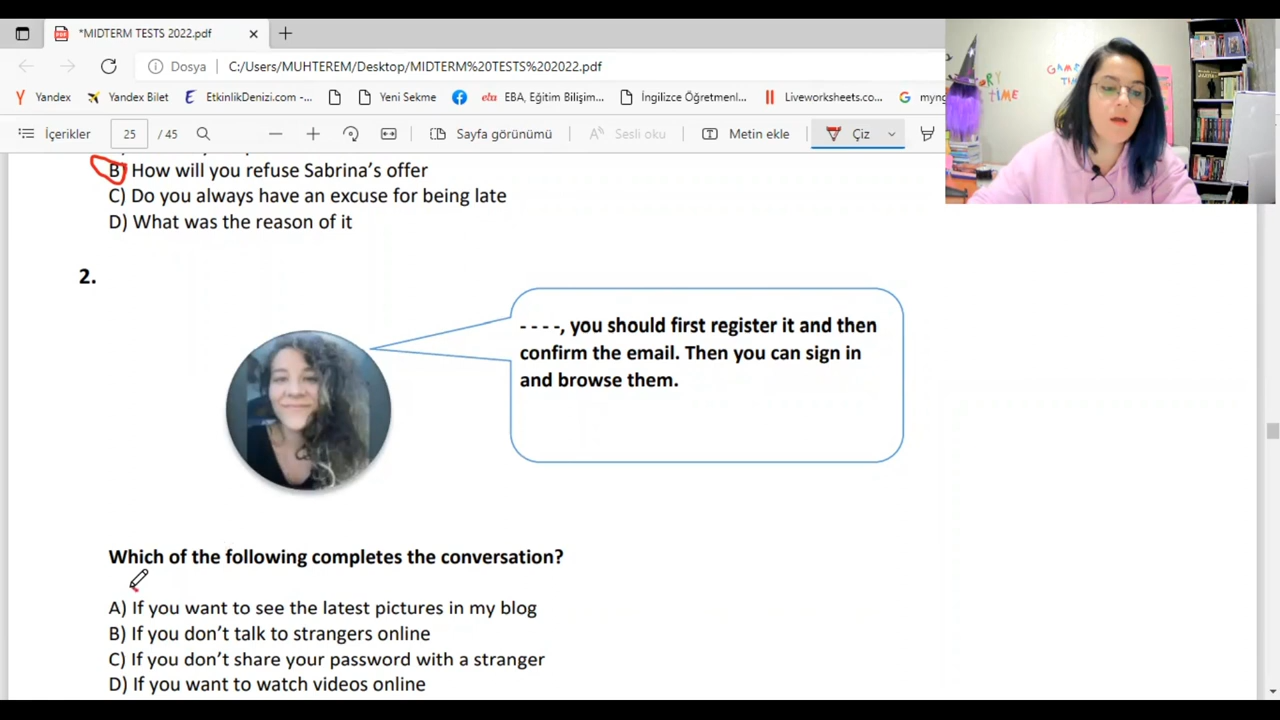 *MIDTERM TESTS 2022.pdf
Dosya C:/Users/MUHTEREM/Desktop/MIDTERM%20TESTS%202022.pdf
Yandex Yandex Bilet EtkinlikDenizi.com -... Yeni Sekme EBA, Eğitim Bilişim... İngilizce Öğretmenl... Liveworksheets.co... myng
İçerikler 25 / 45 Sayfa görünümü Sesli oku Metin ekle Çiz
B) How will you refuse Sabrina's offer
C) Do you always have an excuse for being late
D) What was the reason of it
2.
- - - -, you should first register it and then
confirm the email. Then you can sign in
and browse them.
Which of the following completes the conversation?
A) If you want to see the latest pictures in my blog
B) If you don't talk to strangers online
C) If you don't share your password with a stranger
D) If you want to watch videos online